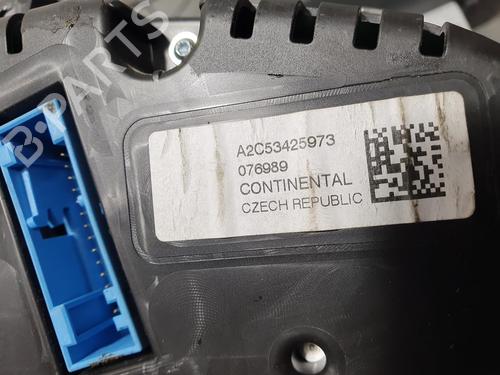 B-PARTS
A2C53425973
076989
CONTINENTAL
CZECH REPUBLIC